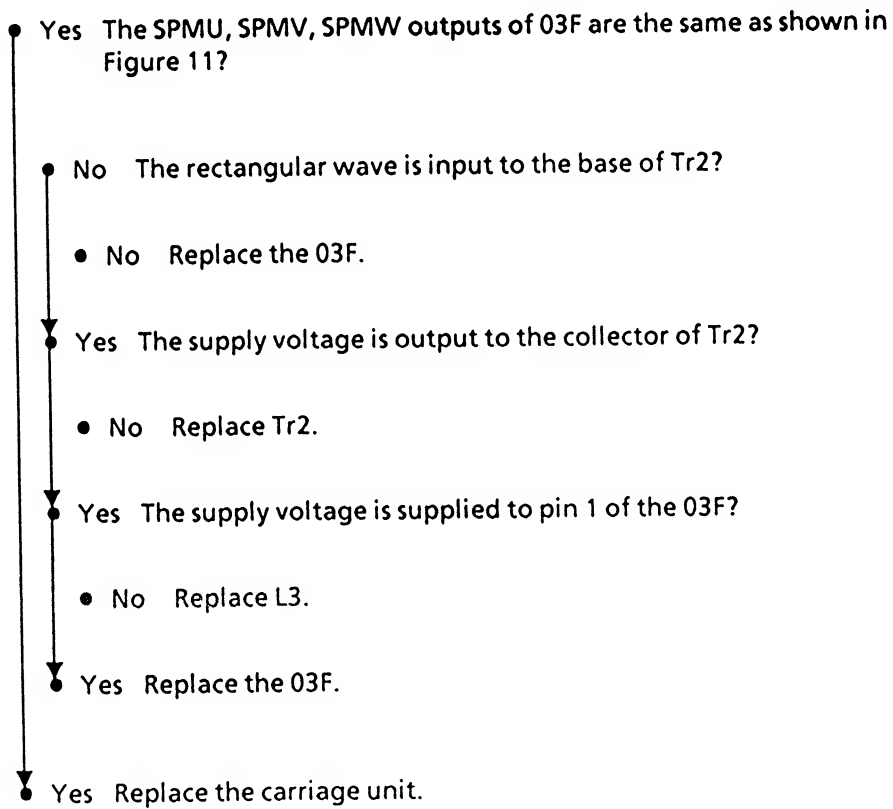 Yes The SPMU, SPMV, SPMW outputs of 03F are the same as shown in
Figure 11?
No The rectangular wave is input to the base of Tr2?
No Replace the 03F.
Yes The supply voltage is output to the collector of Tr2?
No Replace Tr2.
Yes The supply voltage is supplied to pin 1 of the 03F?
No Replace L3.
Yes Replace the 03F.
Yes Replace the carriage unit.